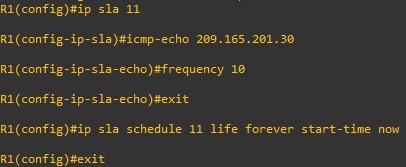 R1(config)#ip sla 11
R1(config-ip-sla)#icmp-echo 209.165.201.30
R1(config-ip-sla-echo)#frequency 10
R1(config-ip-sla-echo)#exit
R1(config)#ip sla schedule 11 life forever start-time now
R1(config)#exit